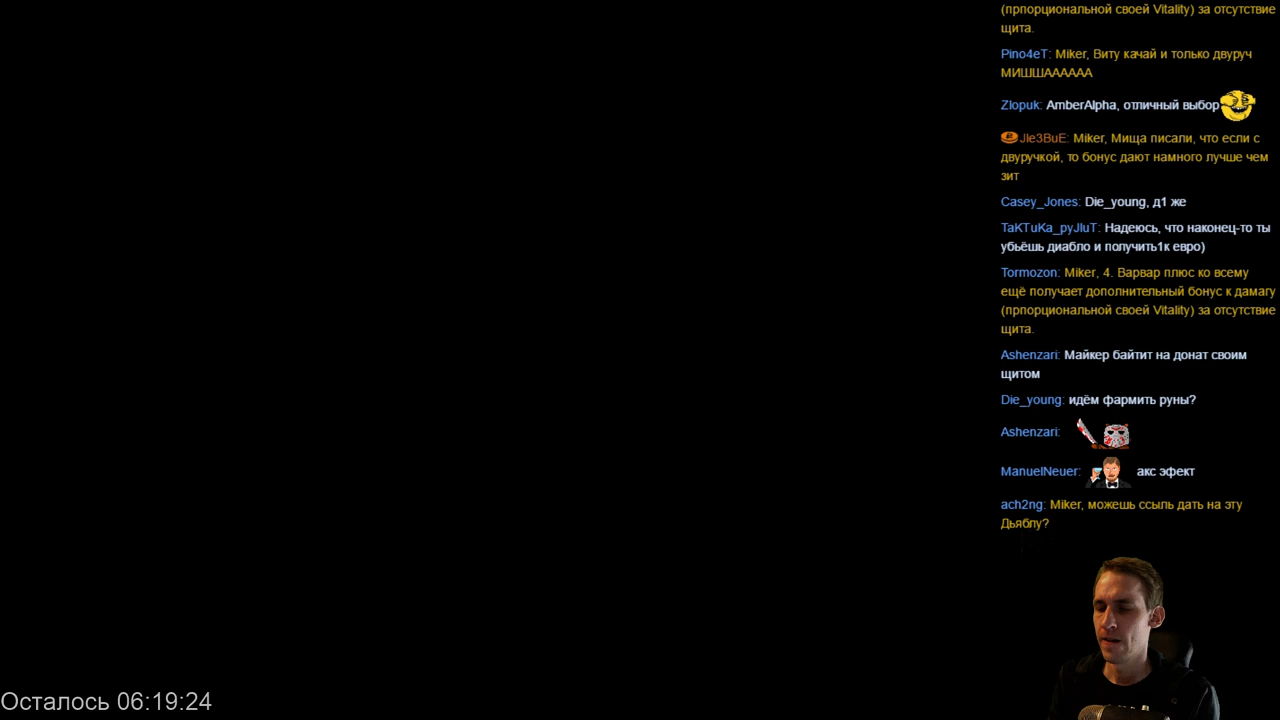 (прпорциональной своей Vitality) за отсутствие
щита.
Pino4eT: Miker, Виту качай и только двуруч
МИШШАААААА
Zlopuk: AmberAlpha, отличный выбор
Jle3BuE: Miker, Мища писали, что если с
двуручкой, то бонус дают намного лучше чем
зит
Casey_Jones: Die_young, д1 же
TaKTuKa_pyJluT: Надеюсь, что наконец-то ты
убьёшь диабло и получить1к евро)
Tormozon: Miker, 4. Варвар плюс ко всему
ещё получает дополнительный бонус к дамагу
(прпорциональной своей Vitality) за отсутствие
щита.
Ashenzari: Майкер байтит на донат своим
щитом
Die_young: идём фармить руны?
Ashenzari:
ManuelNeuer: акс эфект
ach2ng: Miker, можешь ссыль дать на эту
Дьяблу?
Осталось 06:19:24